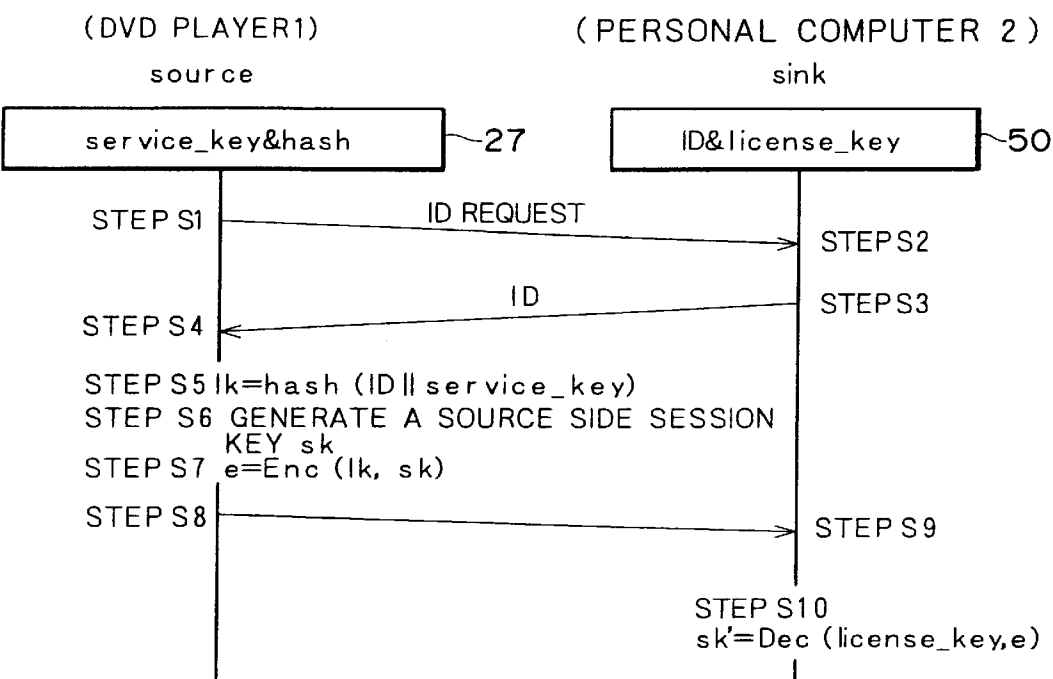 (DVD PLAYER1)
(PERSONAL COMPUTER 2)
source
sink
service_key&hash
27
ID&license_key
50
STEP S1
ID REQUEST
STEP S2
ID
STEP S3
STEP S4
STEP S5 lk=hash (ID || service_key)
STEP S6 GENERATE A SOURCE SIDE SESSION
KEY sk
STEP S7 e=Enc (lk, sk)
STEP S8
STEP S9
STEP S10
sk'=Dec (license_key,e)